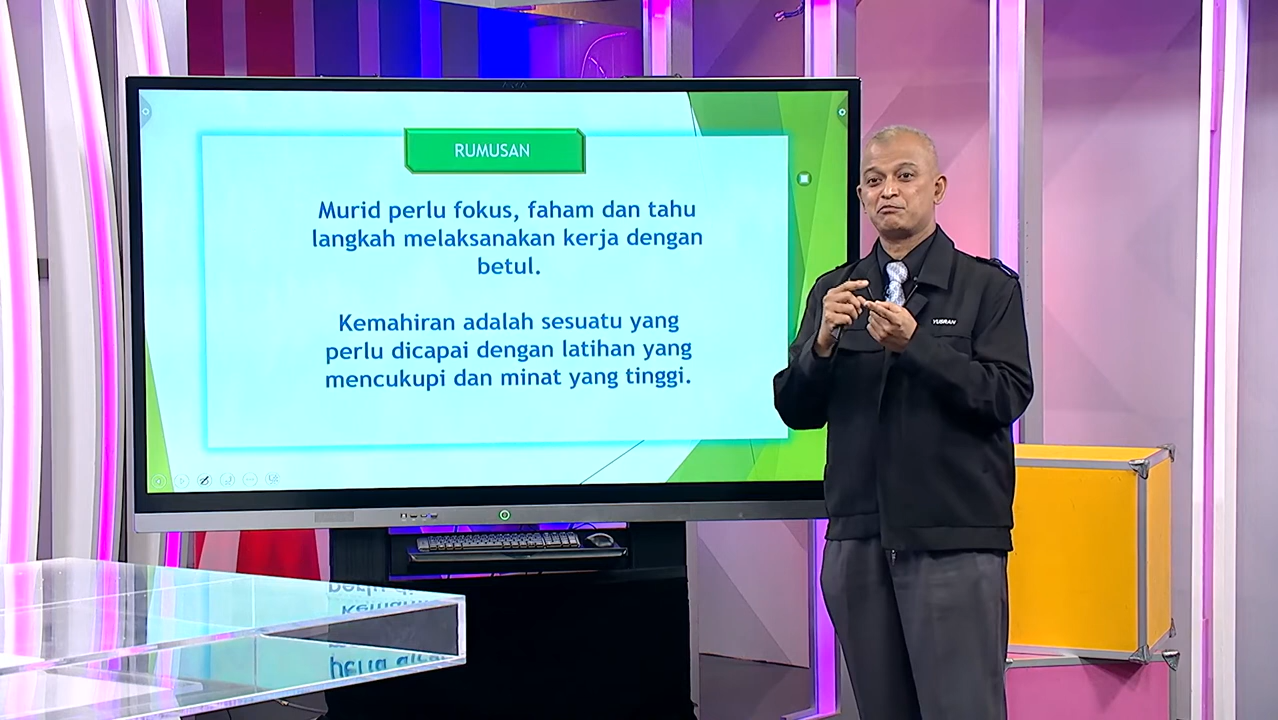 RUMUSAN
Murid perlu fokus, faham dan tahu
langkah melaksanakan kerja dengan
betul.
Kemahiran adalah sesuatu yang
perlu dicapai dengan latihan yang
mencukupi dan minat yang tinggi.
YUSRAN